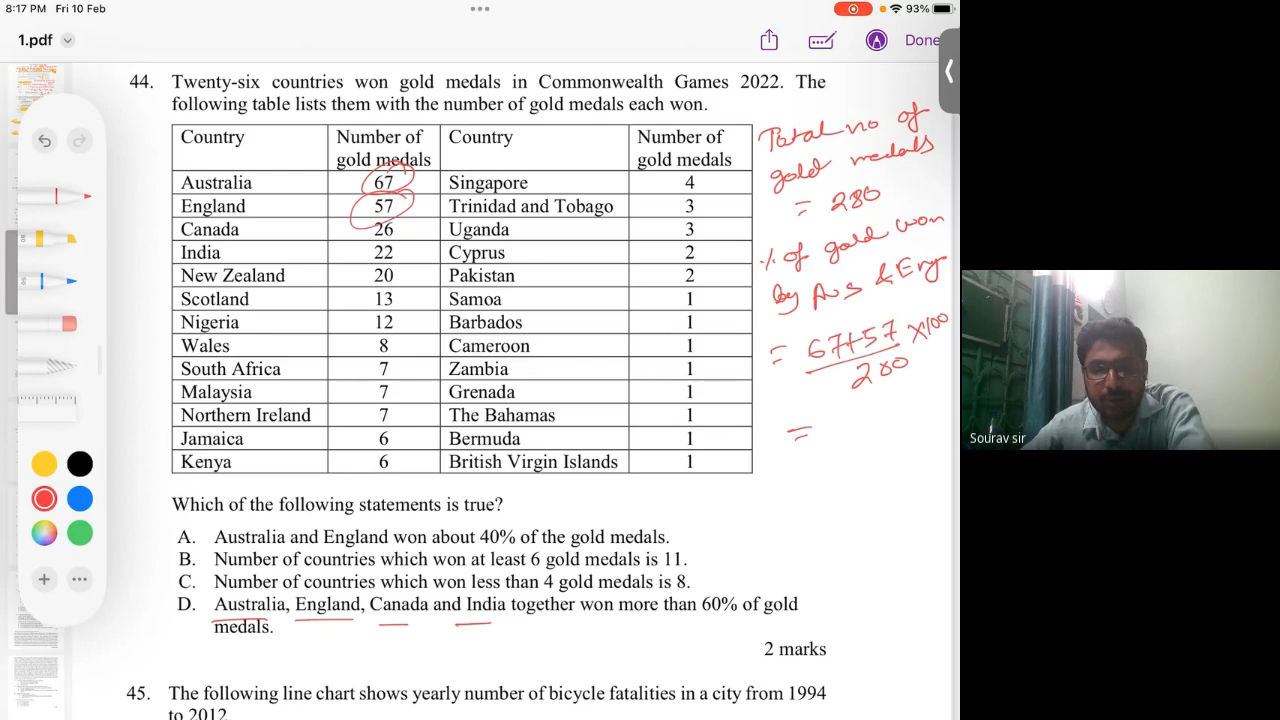 8:17 PM Fri 10 Feb
93%
1.pdf
Done
44. Twenty-six countries won gold medals in Commonwealth Games 2022. The
following table lists them with the number of gold medals each won.
Country Number of gold medals Country Number of gold medals
Australia 67 Singapore 4
England 57 Trinidad and Tobago 3
Canada 26 Uganda 3
India 22 Cyprus 2
New Zealand 20 Pakistan 2
Scotland 13 Samoa 1
Nigeria 12 Barbados 1
Wales 8 Cameroon 1
South Africa 7 Zambia 1
Malaysia 7 Grenada 1
Northern Ireland 7 The Bahamas 1
Jamaica 6 Bermuda 1
Kenya 6 British Virgin Islands 1
Total no of
gold medals
= 280
% of gold won
by Aus & Eng
= 67+57 x100
280
=
Which of the following statements is true?
A. Australia and England won about 40% of the gold medals.
B. Number of countries which won at least 6 gold medals is 11.
C. Number of countries which won less than 4 gold medals is 8.
D. Australia, England, Canada and India together won more than 60% of gold
medals.
2 marks
45. The following line chart shows yearly number of bicycle fatalities in a city from 1994
to 2012.
Sourav sir